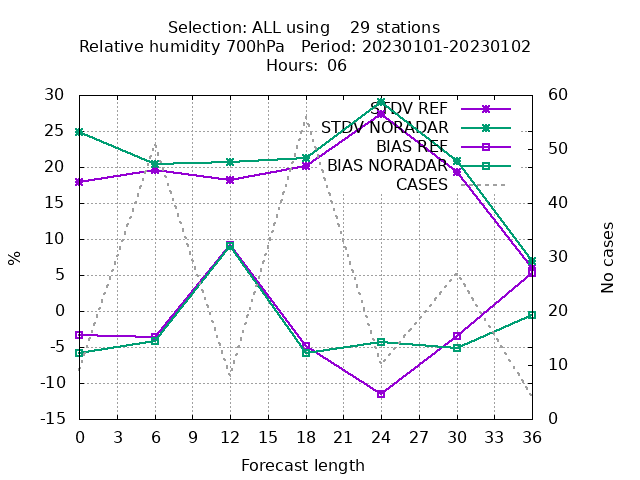 Selection: ALL using    29 stations
Relative humidity 700hPa   Period: 20230101-20230102
Hours:  06
30
25
20
15
10
5
0
-5
-10
-15
%
60
50
40
30
20
10
0
No cases
STDV REF
STDV NORADAR
BIAS REF
BIAS NORADAR
CASES
0 3 6 9 12 15 18 21 24 27 30 33 36
Forecast length